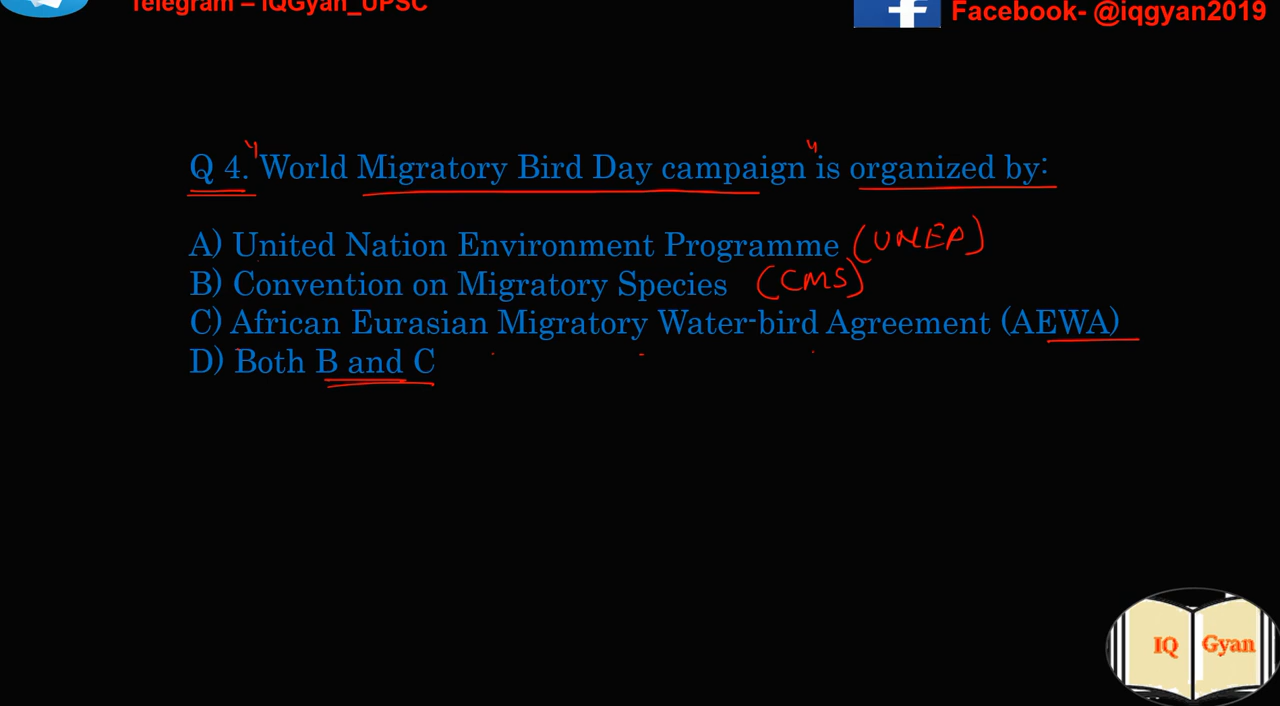 Telegram – IQGyan_UPSC
Facebook- @iqgyan2019
Q 4. "World Migratory Bird Day campaign" is organized by:
A) United Nation Environment Programme (UNEP)
B) Convention on Migratory Species (CMS)
C) African Eurasian Migratory Water-bird Agreement (AEWA)
D) Both B and C
IQ Gyan